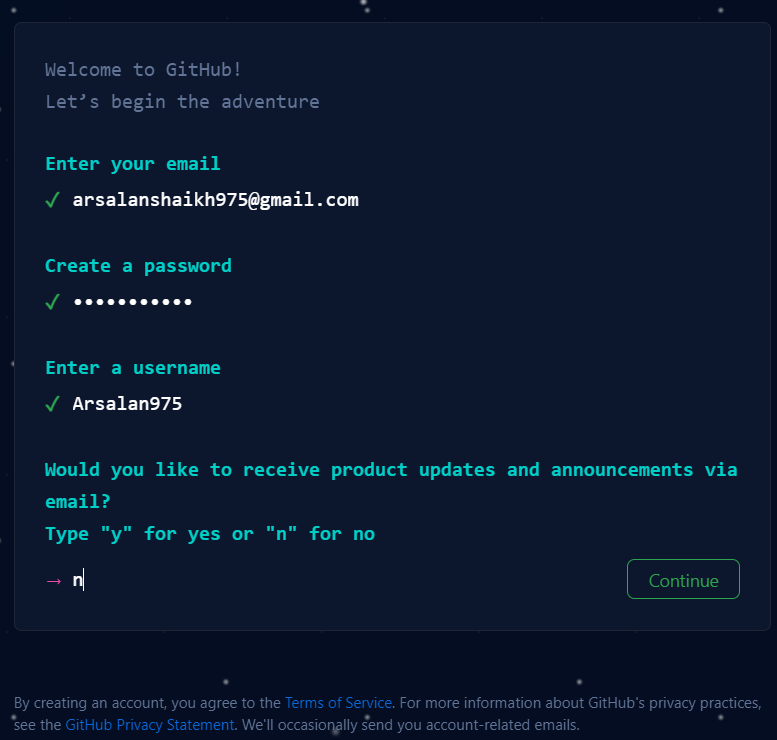 Welcome to GitHub!
Let’s begin the adventure
Enter your email
✓ arsalanshaikh975@gmail.com
Create a password
✓ •••••••••••
Enter a username
✓ Arsalan975
Would you like to receive product updates and announcements via
email?
Type "y" for yes or "n" for no
→ n
Continue
By creating an account, you agree to the Terms of Service. For more information about GitHub's privacy practices,
see the GitHub Privacy Statement. We'll occasionally send you account-related emails.